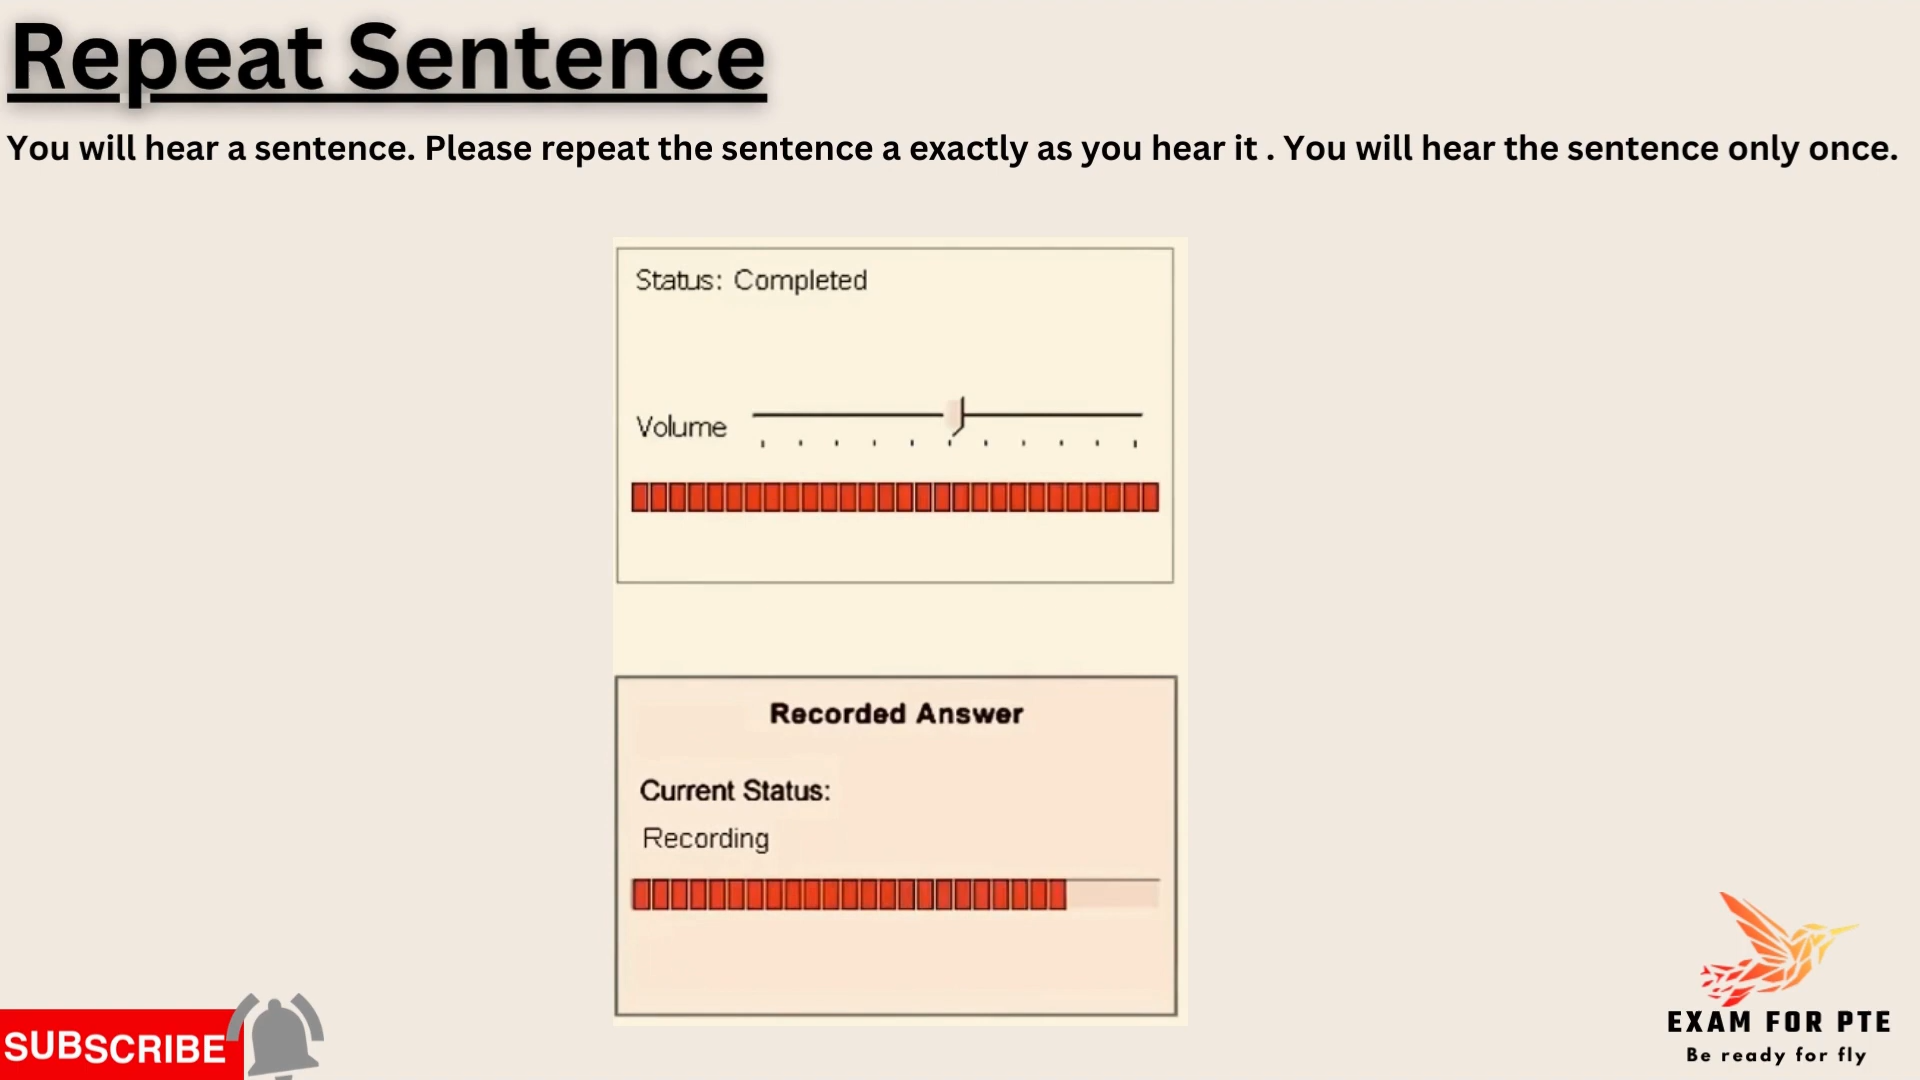 Repeat Sentence
You will hear a sentence. Please repeat the sentence a exactly as you hear it . You will hear the sentence only once.
Status: Completed
Volume
Recorded Answer
Current Status:
Recording
SUBSCRIBE
EXAM FOR PTE
Be ready for fly